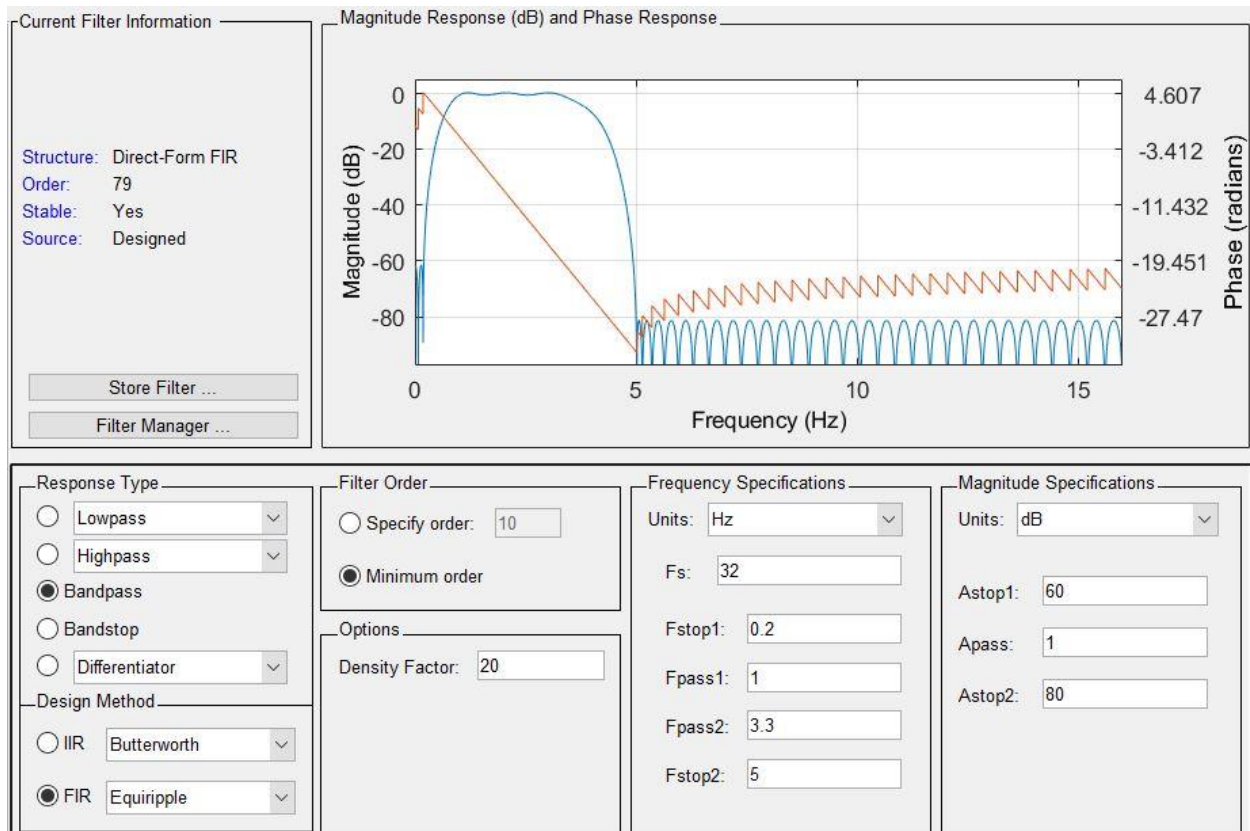 Current Filter Information
Structure: Direct-Form FIR
Order: 79
Stable: Yes
Source: Designed
Store Filter ...
Filter Manager ...
Magnitude Response (dB) and Phase Response
Magnitude (dB)
0
-20
-40
-60
-80
0 5 10 15
Frequency (Hz)
4.607
-3.412
-11.432
-19.451
-27.47
Phase (radians)
Response Type
Lowpass
Highpass
Bandpass
Bandstop
Differentiator
Design Method
IIR Butterworth
FIR Equiripple
Filter Order
Specify order: 10
Minimum order
Options
Density Factor: 20
Frequency Specifications
Units: Hz
Fs: 32
Fstop1: 0.2
Fpass1: 1
Fpass2: 3.3
Fstop2: 5
Magnitude Specifications
Units: dB
Astop1: 60
Apass: 1
Astop2: 80